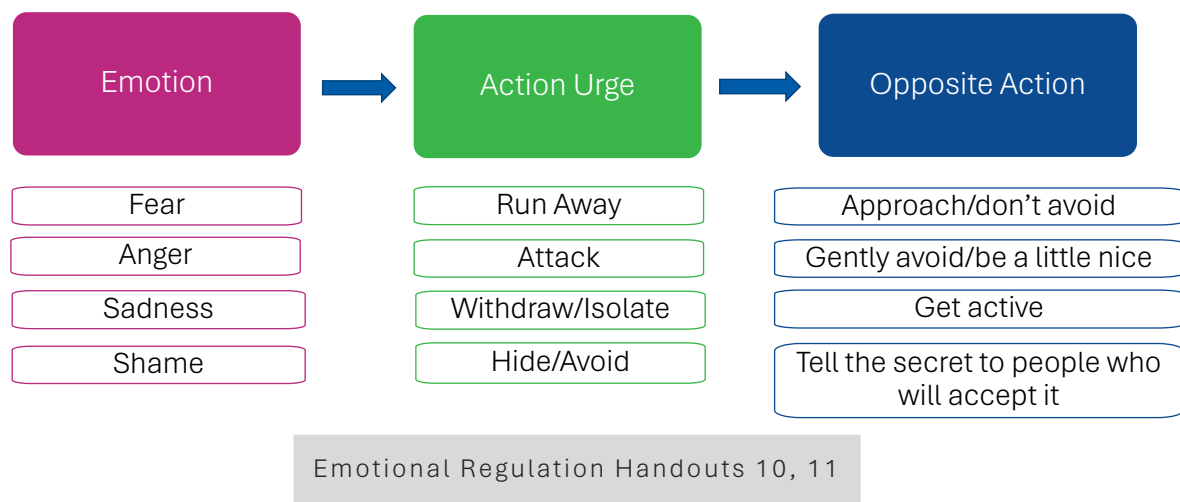 Emotion
Action Urge
Opposite Action
Fear
Run Away
Approach/don’t avoid
Anger
Attack
Gently avoid/be a little nice
Sadness
Withdraw/Isolate
Get active
Shame
Hide/Avoid
Tell the secret to people who
will accept it
Emotional Regulation Handouts 10, 11